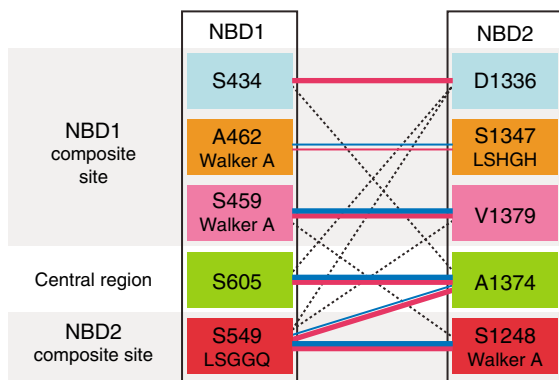 NBD1
NBD2
NBD1
composite
site
S434
D1336
A462
Walker A
S1347
LSHGH
S459
Walker A
V1379
Central region
S605
A1374
NBD2
composite site
S549
LSGGQ
S1248
Walker A